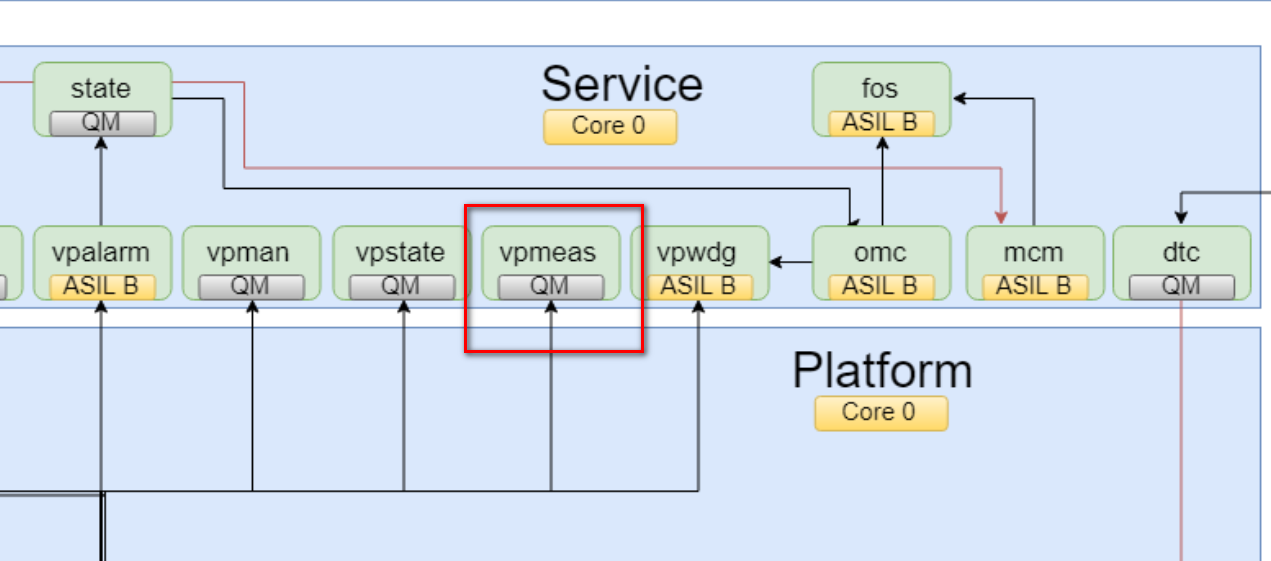 Service
Core 0
state
QM
fos
ASIL B
vpalarm
ASIL B
vpman
QM
vpstate
QM
vpmeas
QM
vpwdg
ASIL B
omc
ASIL B
mcm
ASIL B
dtc
QM
Platform
Core 0